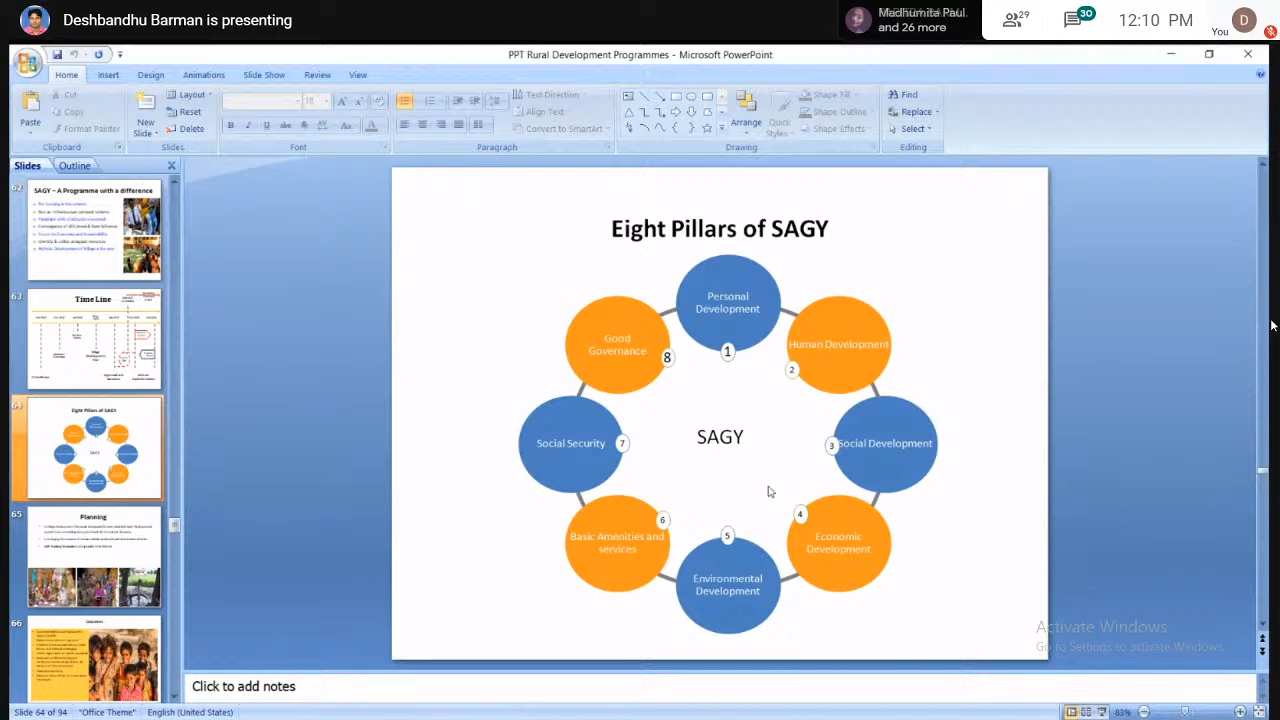 Deshbandhu Barman is presenting
Madhumita Paul
and 26 more
29
30
12:10 PM
D
You
PPT Rural Development Programmes - Microsoft PowerPoint
Home
Insert
Design
Animations
Slide Show
Review
View
Paste
Cut
Copy
Format Painter
Clipboard
New
Slide
Layout
Reset
Delete
Slides
18
Font
Text Direction
Align Text
Convert to SmartArt
Paragraph
Arrange
Quick
Styles
Shape Fill
Shape Outline
Shape Effects
Drawing
Find
Replace
Select
Editing
Slides
Outline
62
SAGY – A Programme with a difference
63
Time Line
64
Eight Pillars of SAGY
SAGY
65
Planning
66
Outcomes
Eight Pillars of SAGY
Personal
Development
1
Human Development
2
Social Development
3
Economic
Development
4
Environmental
Development
5
Basic Amenities and
services
6
Social Security
7
Good
Governance
8
SAGY
Activate Windows
Go to Settings to activate Windows.
Click to add notes
Slide 64 of 94
"Office Theme"
English (United States)
83%